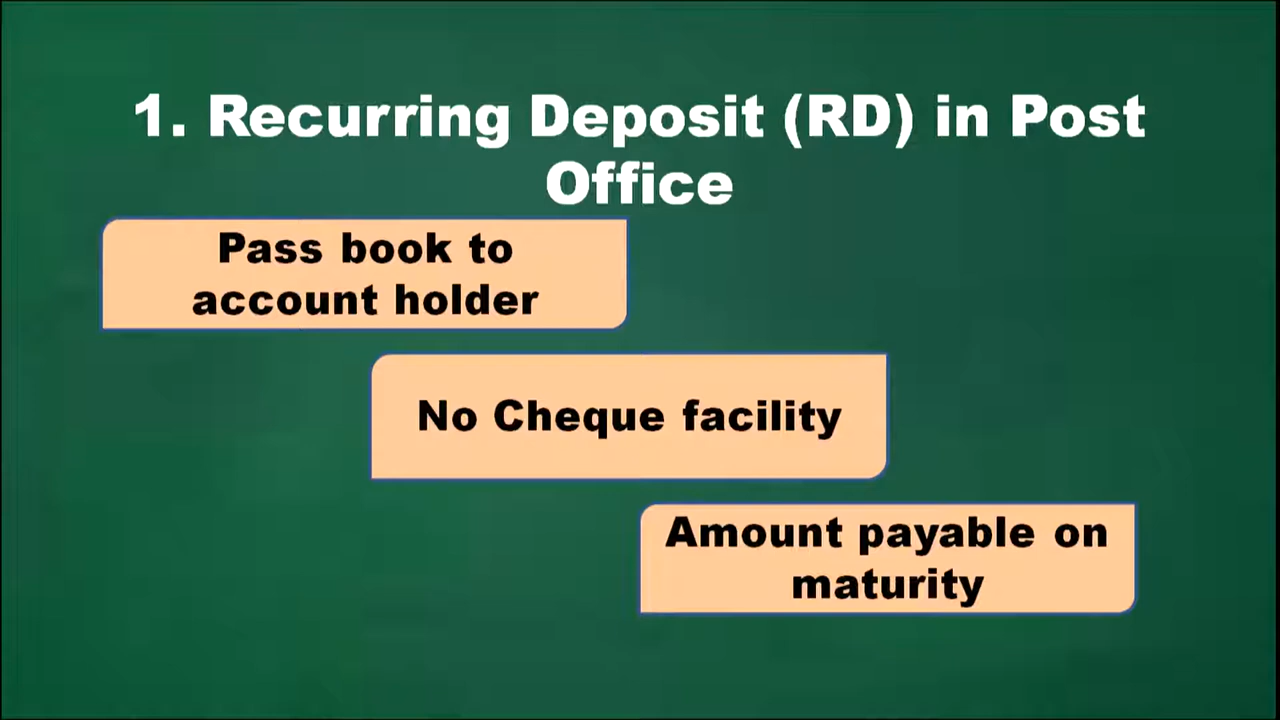 1. Recurring Deposit (RD) in Post
Office
Pass book to
account holder
No Cheque facility
Amount payable on
maturity